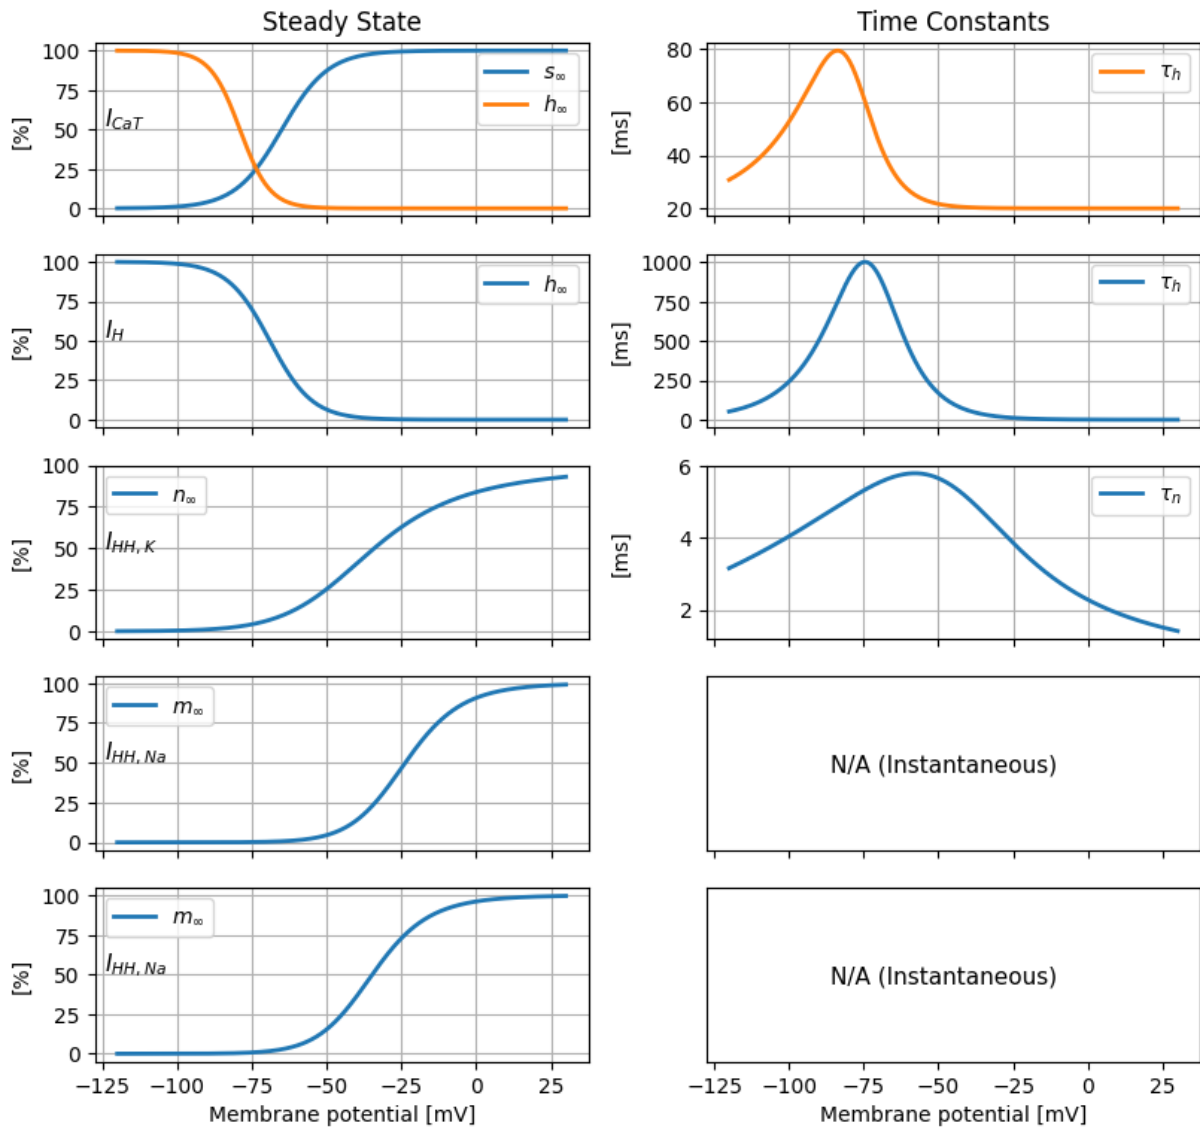 Steady State
Time Constants
100
75
50
25
0
[%]
I_CaT
s∞
h∞
80
60
40
20
[ms]
τ_h
100
75
50
25
0
[%]
I_H
h∞
1000
750
500
250
0
[ms]
τ_h
100
75
50
25
0
[%]
n∞
I_HH, K
6
4
2
[ms]
τ_n
100
75
50
25
0
[%]
m∞
I_HH, Na
N/A (Instantaneous)
100
75
50
25
0
[%]
m∞
I_HH, Na
N/A (Instantaneous)
−125 −100 −75 −50 −25 0 25
Membrane potential [mV]
−125 −100 −75 −50 −25 0 25
Membrane potential [mV]